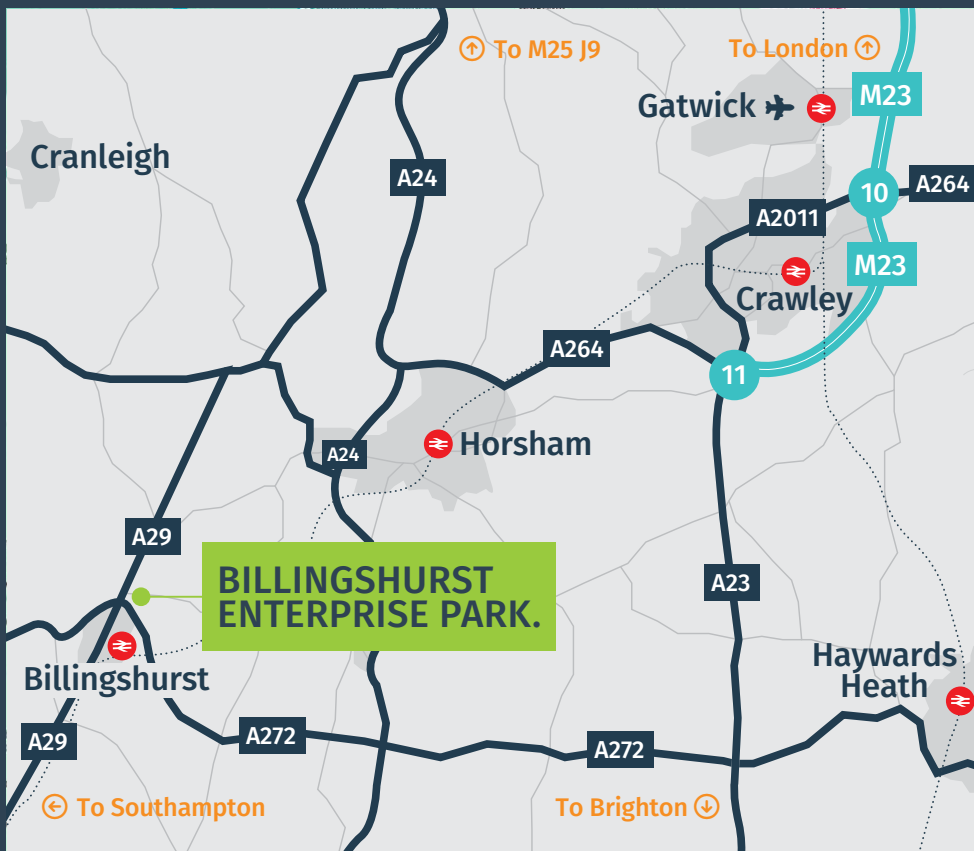 To M25 J9
To London
M23
Gatwick
Cranleigh
A24
10
A264
A2011
M23
Crawley
A264
11
Horsham
A24
A29
BILLINGSHURST
ENTERPRISE PARK.
A23
Billingshurst
Haywards
Heath
A29
A272
A272
To Southampton
To Brighton